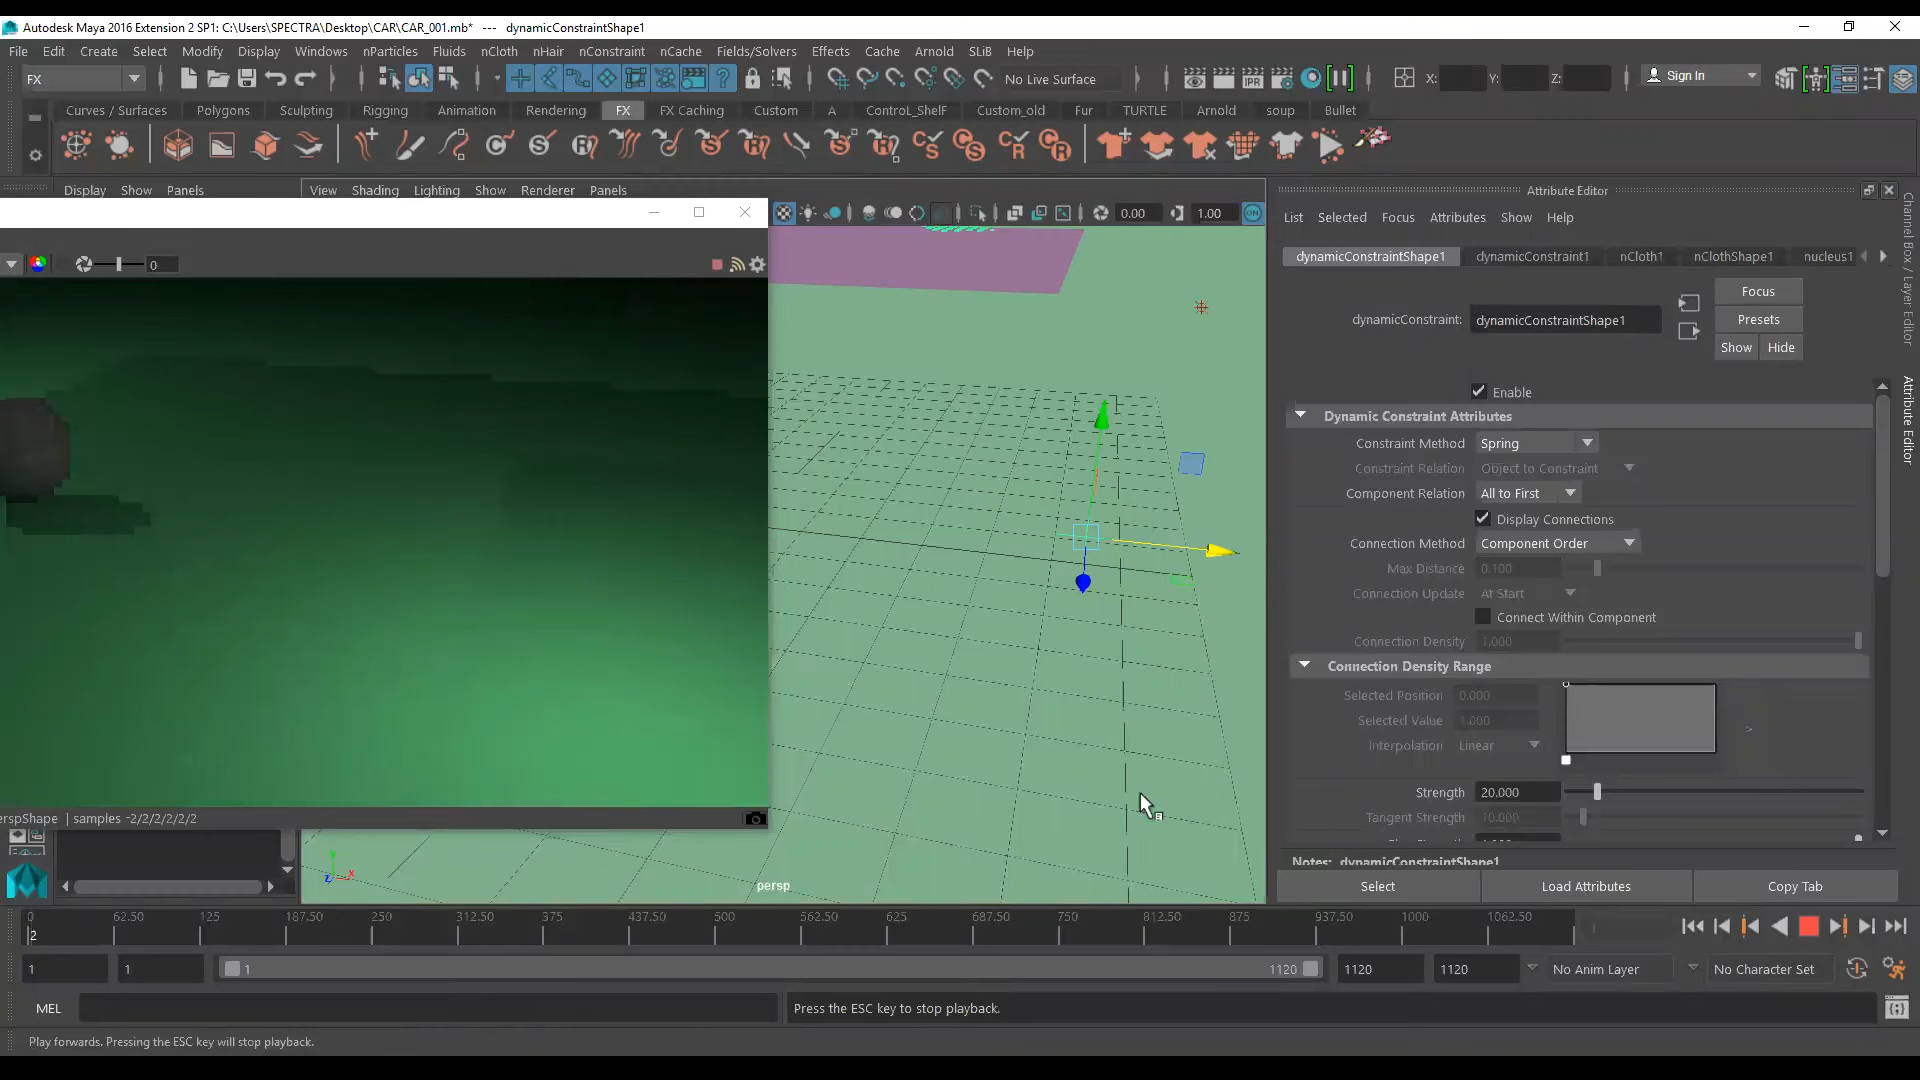 Autodesk Maya 2016 Extension 2 SP1: C:\Users\SPECTRA\Desktop\CAR\CAR_001.mb* --- dynamicConstraintShape1
File Edit Create Select Modify Display Windows nParticles Fluids nCloth nHair nConstraint nCache Fields/Solvers Effects Cache Arnold SLiB Help
FX No Live Surface X: Y: Z: Sign In
Curves / Surfaces Polygons Sculpting Rigging Animation Rendering FX FX Caching Custom A ControL_ShelF Custom_old Fur TURTLE Arnold soup Bullet
Display Show Panels View Shading Lighting Show Renderer Panels Attribute Editor
0.00 1.00 ON
List Selected Focus Attributes Show Help
0
dynamicConstraintShape1 dynamicConstraint1 nCloth1 nClothShape1 nucleus1
Focus
dynamicConstraint: dynamicConstraintShape1 Presets
Show Hide
Channel Box / Layer Editor
Attribute Editor
Enable
Dynamic Constraint Attributes
Constraint Method Spring
Constraint Relation Object to Constraint
Component Relation All to First
Display Connections
Connection Method Component Order
Max Distance 0.100
Connection Update At Start
Connect Within Component
Connection Density 1.000
Connection Density Range
Selected Position 0.000
Selected Value 1.000
Interpolation Linear
>
Strength 20.000
Tangent Strength 10.000
erspShape | samples -2/2/2/2/2/2
Notes: dynamicConstraintShape1
y z x
persp
Select Load Attributes Copy Tab
0 62.50 125 187.50 250 312.50 375 437.50 500 562.50 625 687.50 750 812.50 875 937.50 1000 1062.50
2
1 1 1 1120 1120 1120 No Anim Layer No Character Set
MEL Press the ESC key to stop playback.
Play forwards. Pressing the ESC key will stop playback.